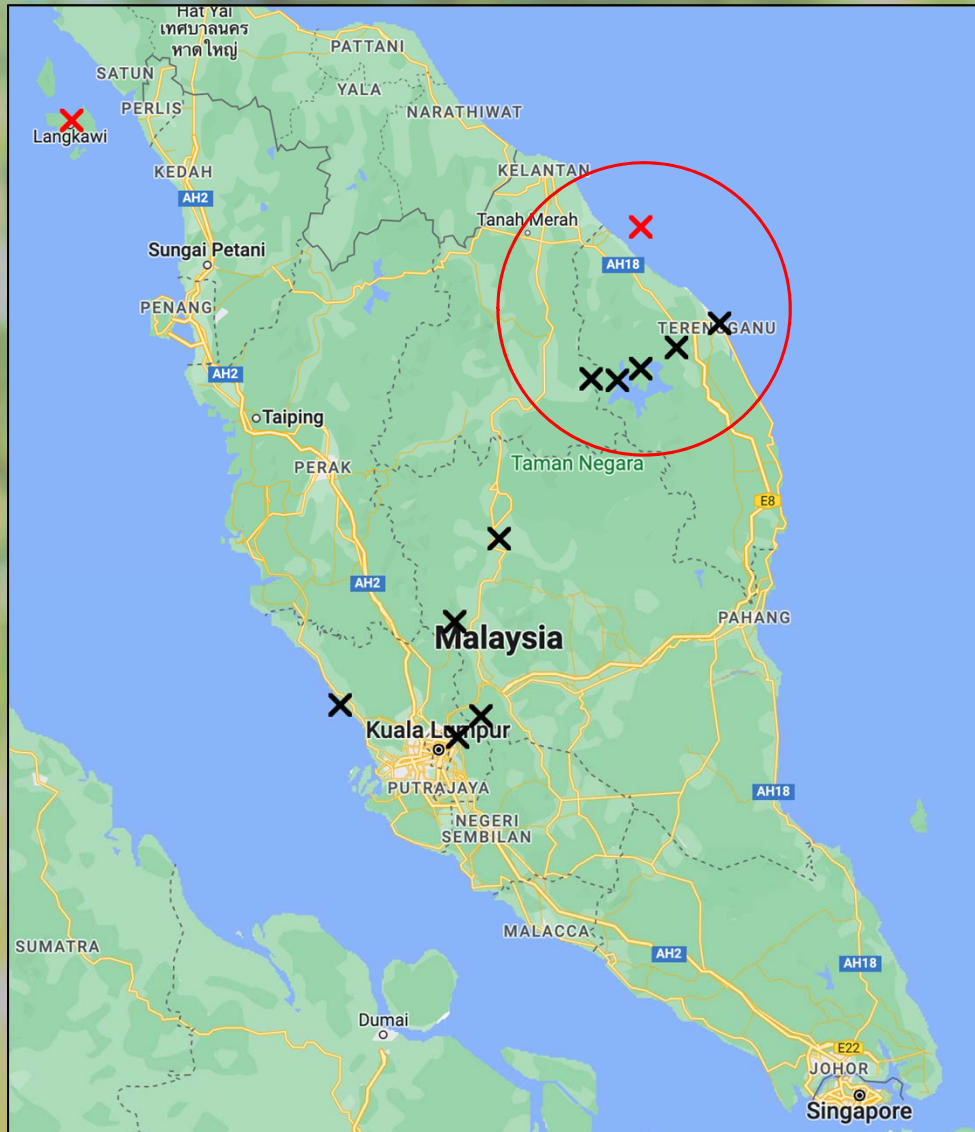 Hat Yai
เทศบาลนคร
หาดใหญ่
PATTANI
SATUN
YALA
PERLIS
NARATHIWAT
Langkawi
KEDAH
KELANTAN
AH2
Tanah Merah
Sungai Petani
AH18
PENANG
TERENGGANU
AH2
Taiping
PERAK
Taman Negara
E8
AH2
PAHANG
Malaysia
Kuala Lumpur
PUTRAJAYA
AH18
NEGERI
SEMBILAN
MALACCA
SUMATRA
AH2
AH18
Dumai
E22
JOHOR
Singapore